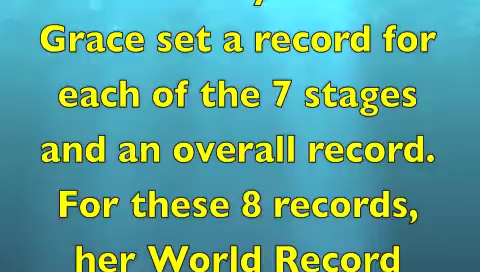 Grace set a record for
each of the 7 stages
and an overall record.
For these 8 records,
her World Record